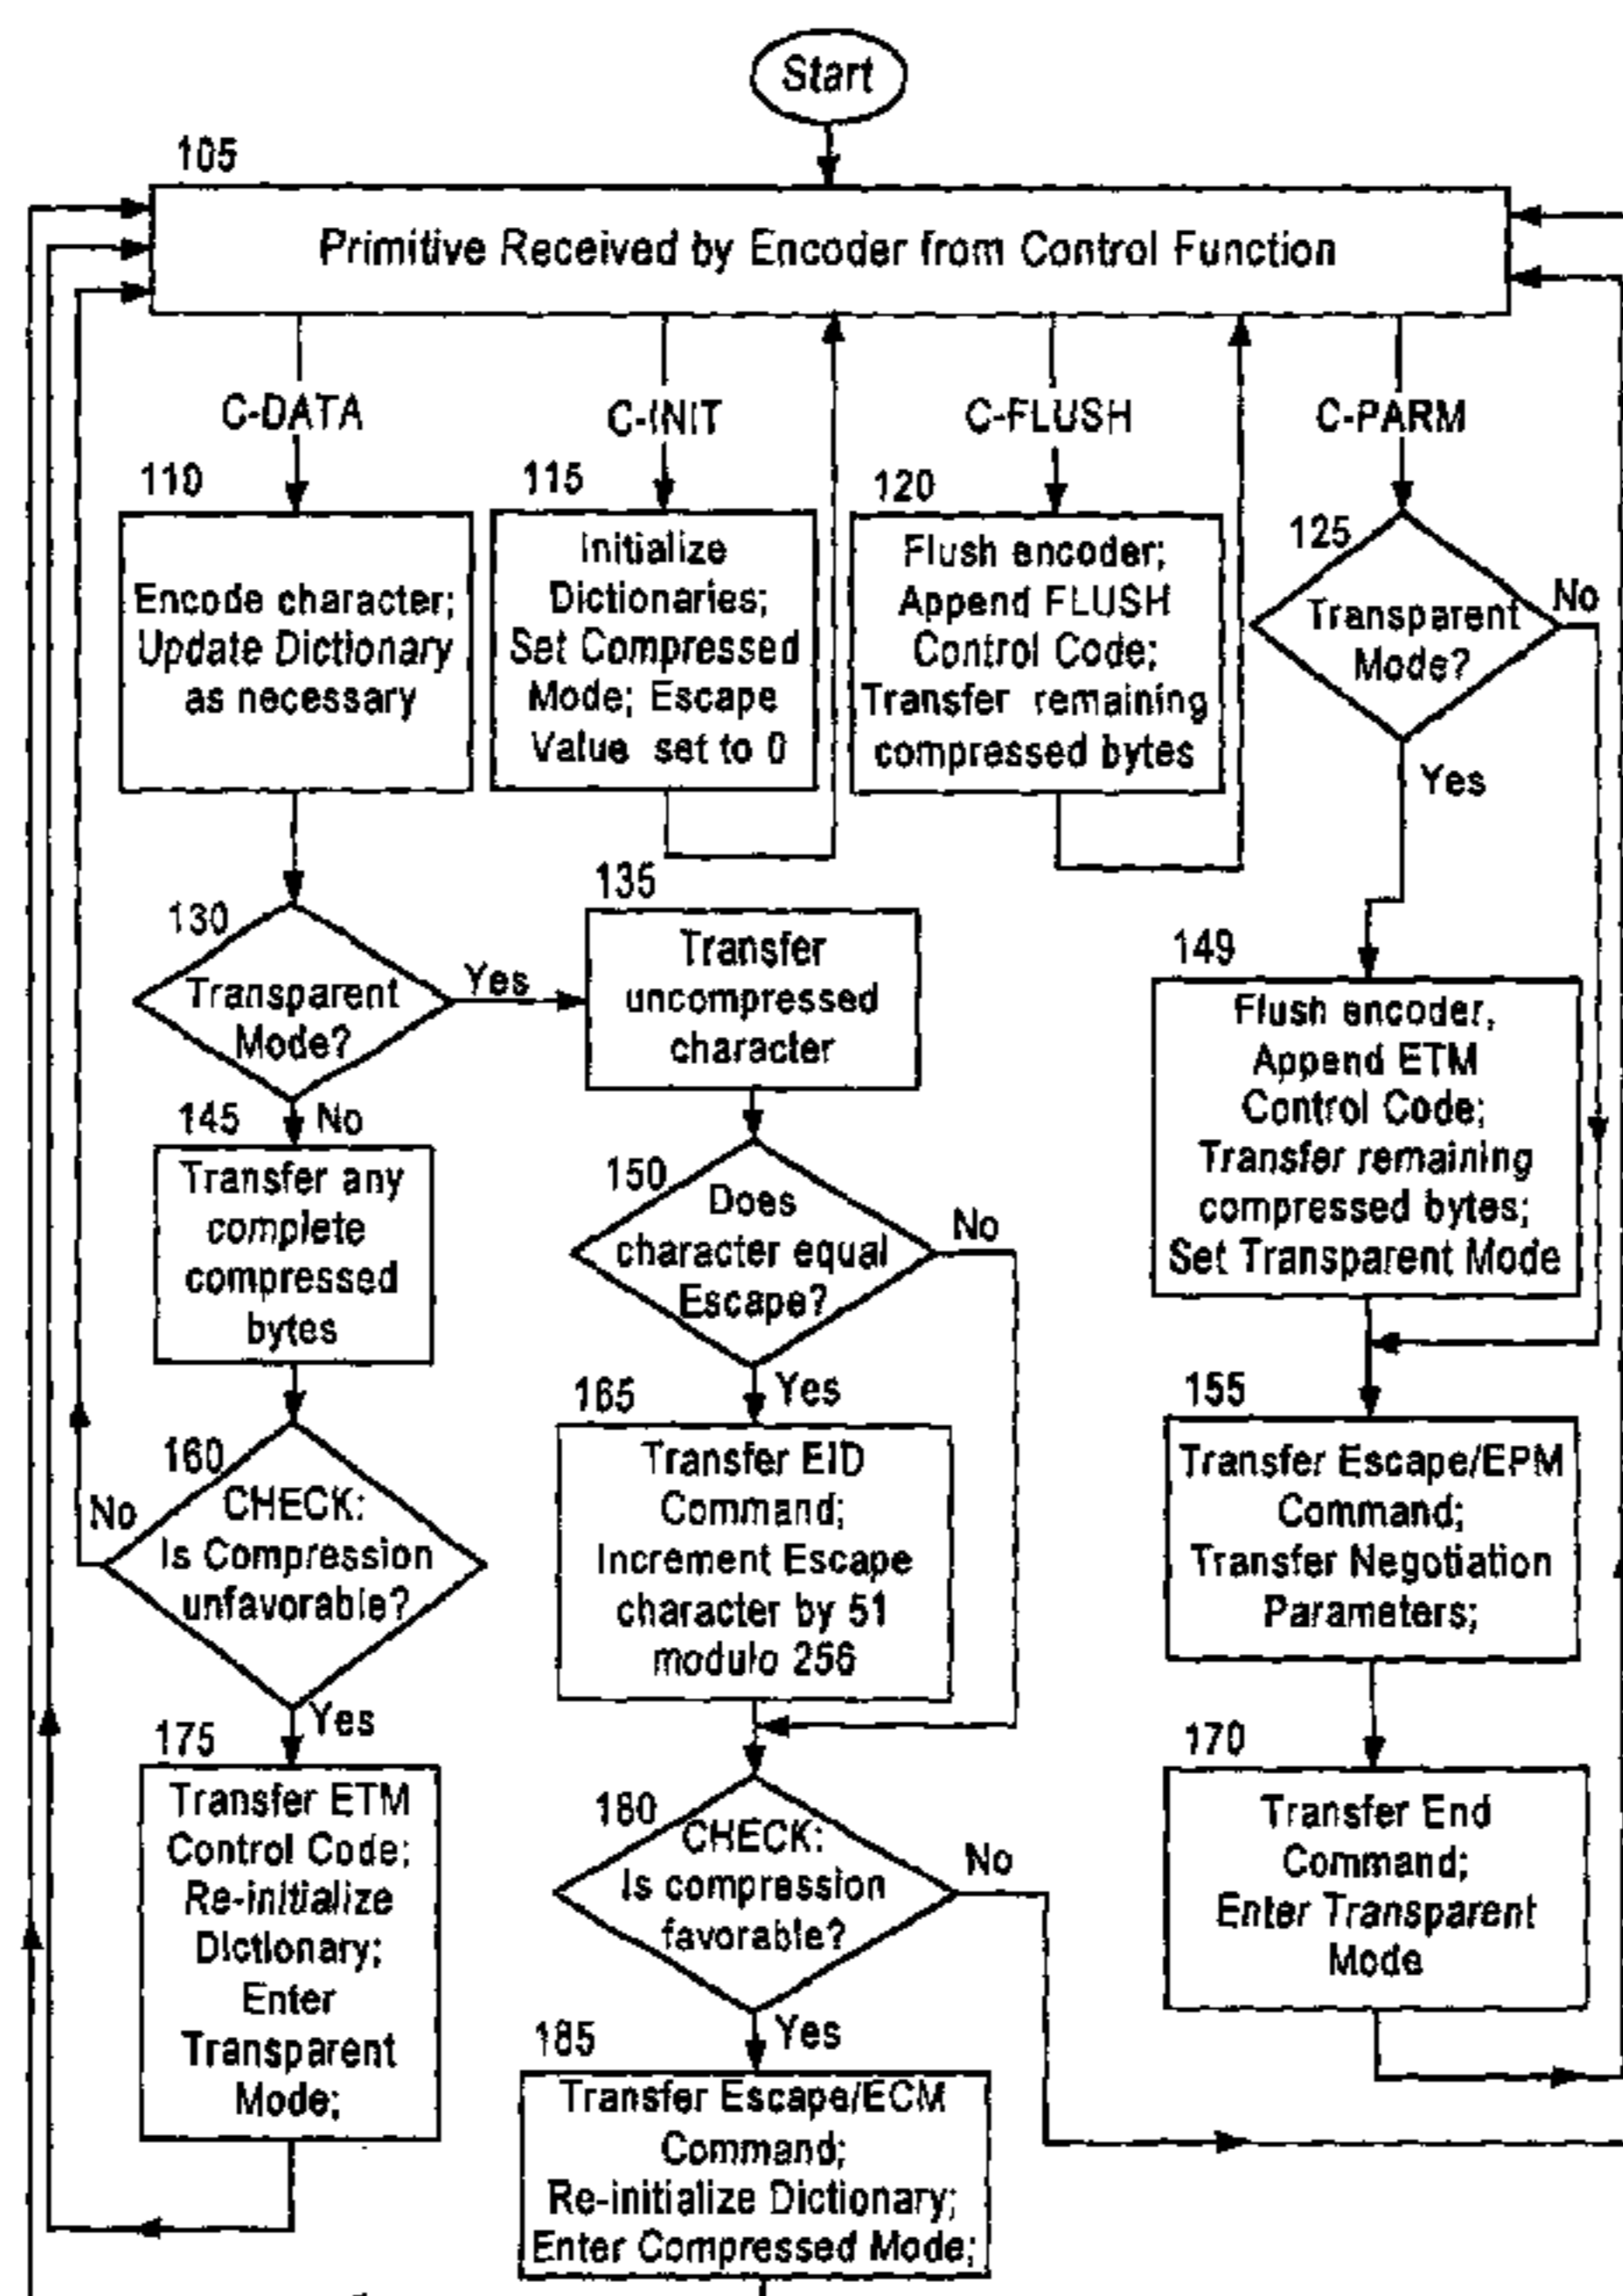 Start
105
Primitive Received by Encoder from Control Function
C-DATA
C-INIT
C-FLUSH
C-PARM
110
Encode character;
Update Dictionary
as necessary
115
Initialize
Dictionaries;
Set Compressed
Mode; Escape
Value set to 0
120
Flush encoder;
Append FLUSH
Control Code;
Transfer remaining
compressed bytes
125
Transparent
Mode?
No
Yes
130
Transparent
Mode?
Yes
No
135
Transfer
uncompressed
character
149
Flush encoder,
Append ETM
Control Code;
Transfer remaining
compressed bytes;
Set Transparent Mode
145
Transfer any
complete
compressed
bytes
150
Does
character equal
Escape?
No
Yes
155
Transfer Escape/EPM
Command;
Transfer Negotiation
Parameters;
160
CHECK:
Is Compression
unfavorable?
No
Yes
165
Transfer EID
Command;
Increment Escape
character by 51
modulo 256
170
Transfer End
Command;
Enter Transparent
Mode
175
Transfer ETM
Control Code;
Re-initialize
Dictionary;
Enter
Transparent
Mode;
180
CHECK:
Is compression
favorable?
No
Yes
185
Transfer Escape/ECM
Command;
Re-initialize Dictionary;
Enter Compressed Mode;